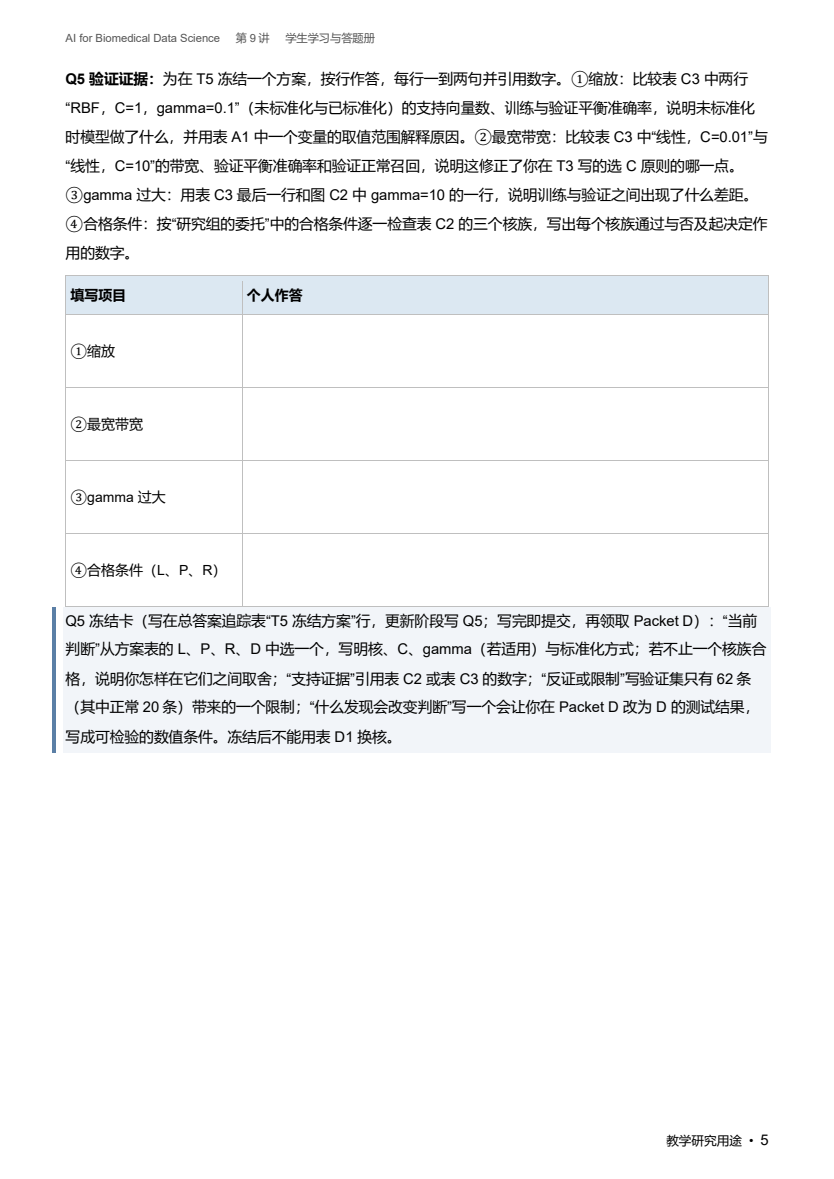 AI for Biomedical Data Science 第 9 讲 学生学习与答题册
Q5 验证证据：为在 T5 冻结一个方案，按行作答，每行一到两句并引用数字。①缩放：比较表 C3 中两行
“RBF，C=1，gamma=0.1”（未标准化与已标准化）的支持向量数、训练与验证平衡准确率，说明未标准化
时模型做了什么，并用表 A1 中一个变量的取值范围解释原因。②最宽带宽：比较表 C3 中“线性，C=0.01”与
“线性，C=10”的带宽、验证平衡准确率和验证正常召回，说明这修正了你在 T3 写的选 C 原则的哪一点。
③gamma 过大：用表 C3 最后一行和图 C2 中 gamma=10 的一行，说明训练与验证之间出现了什么差距。
④合格条件：按“研究组的委托”中的合格条件逐一检查表 C2 的三个核族，写出每个核族通过与否及起决定作
用的数字。
填写项目 个人作答
①缩放
②最宽带宽
③gamma 过大
④合格条件（L、P、R）
Q5 冻结卡（写在总答案追踪表“T5 冻结方案”行，更新阶段写 Q5；写完即提交，再领取 Packet D）：“当前
判断”从方案表的 L、P、R、D 中选一个，写明核、C、gamma（若适用）与标准化方式；若不止一个核族合
格，说明你怎样在它们之间取舍；“支持证据”引用表 C2 或表 C3 的数字；“反证或限制”写验证集只有 62 条
（其中正常 20 条）带来的一个限制；“什么发现会改变判断”写一个会让你在 Packet D 改为 D 的测试结果，
写成可检验的数值条件。冻结后不能用表 D1 换核。
教学研究用途 • 5